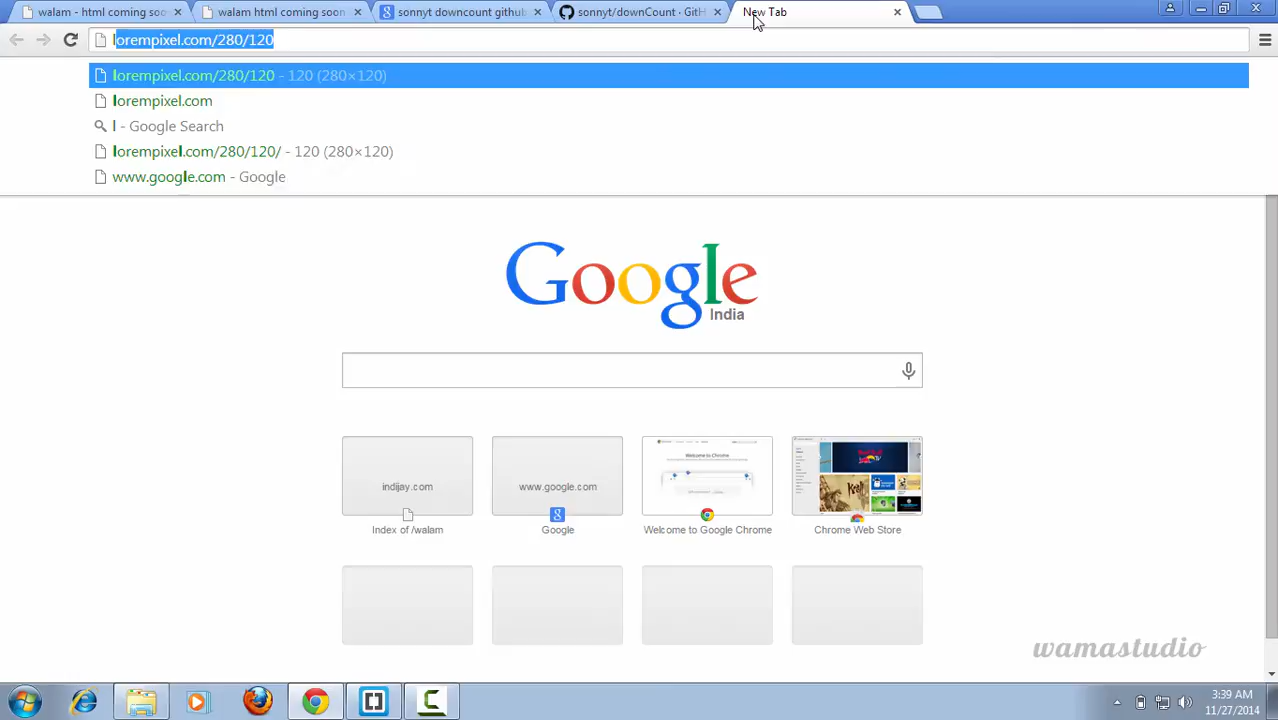 walam - html coming soo
walam html coming soon
sonnyt downcount github
sonnyt/downCount · GitH
New Tab
lorempixel.com/280/120
lorempixel.com/280/120 - 120 (280×120)
lorempixel.com
l - Google Search
lorempixel.com/280/120/ - 120 (280×120)
www.google.com - Google
Google
India
indijay.com
www.google.com
Welcome to Chrome
Index of /walam
Google
Welcome to Google Chrome
Chrome Web Store
wamastudio
3:39 AM
11/27/2014